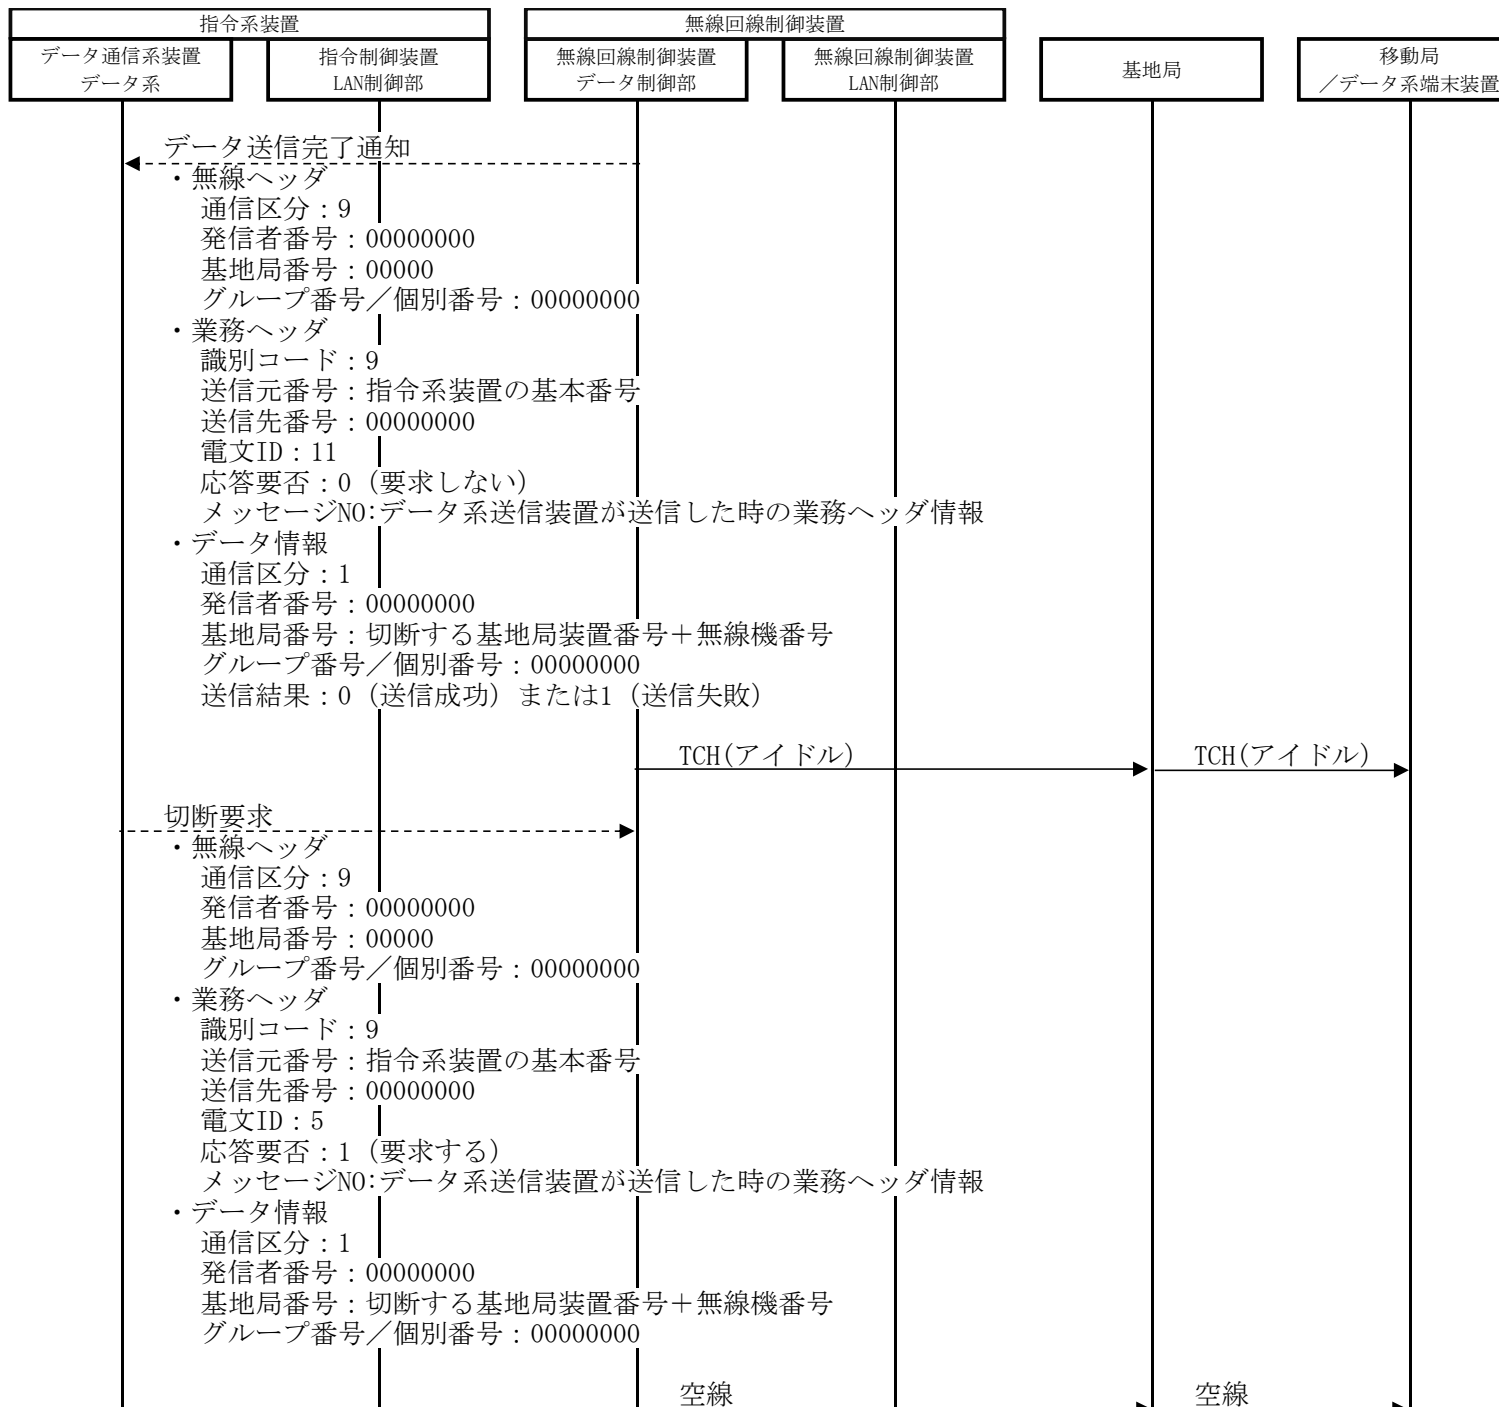 指令系装置
無線回線制御装置
データ通信系装置
データ系
指令制御装置
LAN制御部
無線回線制御装置
データ制御部
無線回線制御装置
LAN制御部
基地局
移動局
／データ系端末装置
データ送信完了通知
・無線ヘッダ
通信区分：9
発信者番号：00000000
基地局番号：00000
グループ番号／個別番号：00000000
・業務ヘッダ
識別コード：9
送信元番号：指令系装置の基本番号
送信先番号：00000000
電文ID：11
応答要否：0（要求しない）
メッセージNO:データ系送信装置が送信した時の業務ヘッダ情報
・データ情報
通信区分：1
発信者番号：00000000
基地局番号：切断する基地局装置番号＋無線機番号
グループ番号／個別番号：00000000
送信結果：0（送信成功）または1（送信失敗）
TCH(アイドル)
TCH(アイドル)
切断要求
・無線ヘッダ
通信区分：9
発信者番号：00000000
基地局番号：00000
グループ番号／個別番号：00000000
・業務ヘッダ
識別コード：9
送信元番号：指令系装置の基本番号
送信先番号：00000000
電文ID：5
応答要否：1（要求する）
メッセージNO:データ系送信装置が送信した時の業務ヘッダ情報
・データ情報
通信区分：1
発信者番号：00000000
基地局番号：切断する基地局装置番号＋無線機番号
グループ番号／個別番号：00000000
空線
空線